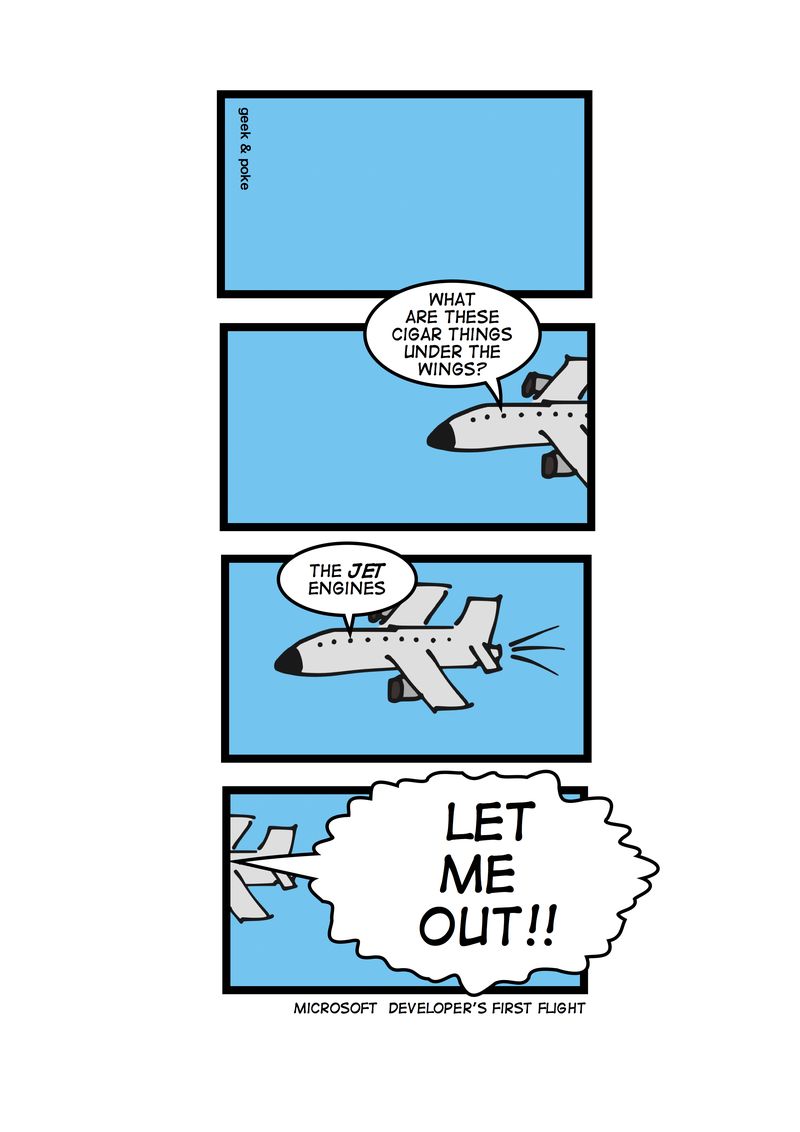 geek & poke
WHAT
ARE THESE
CIGAR THINGS
UNDER THE
WINGS?
THE JET
ENGINES
LET
ME
OUT!!
MICROSOFT DEVELOPER'S FIRST FLIGHT